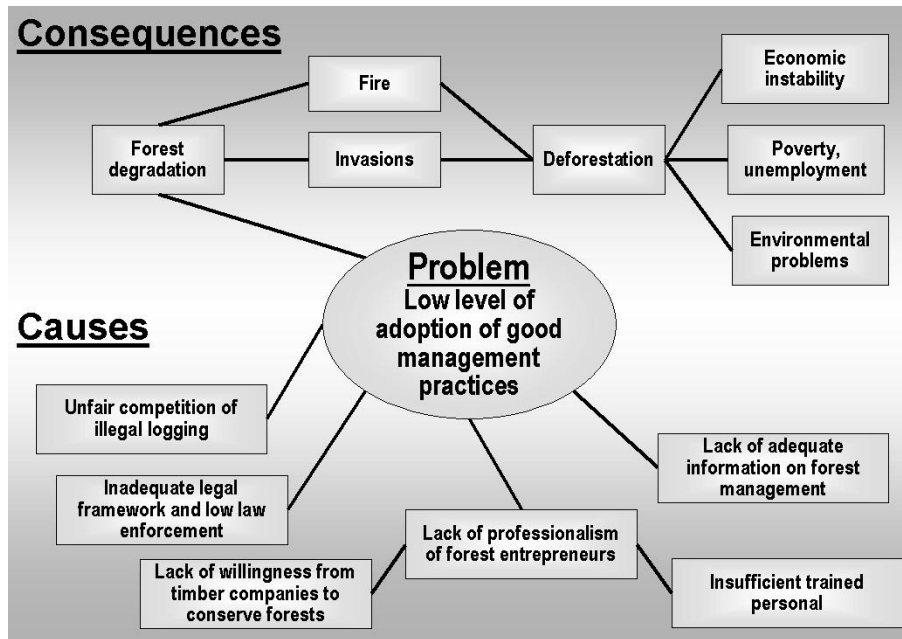 Consequences
Fire
Economic
instability
Forest
degradation
Invasions
Deforestation
Poverty,
unemployment
Environmental
problems
Problem
Low level of
adoption of good
management
practices
Causes
Unfair competition of
illegal logging
Lack of adequate
information on forest
management
Inadequate legal
framework and low law
enforcement
Lack of professionalism
of forest entrepreneurs
Lack of willingness from
timber companies to
conserve forests
Insufficient trained
personal